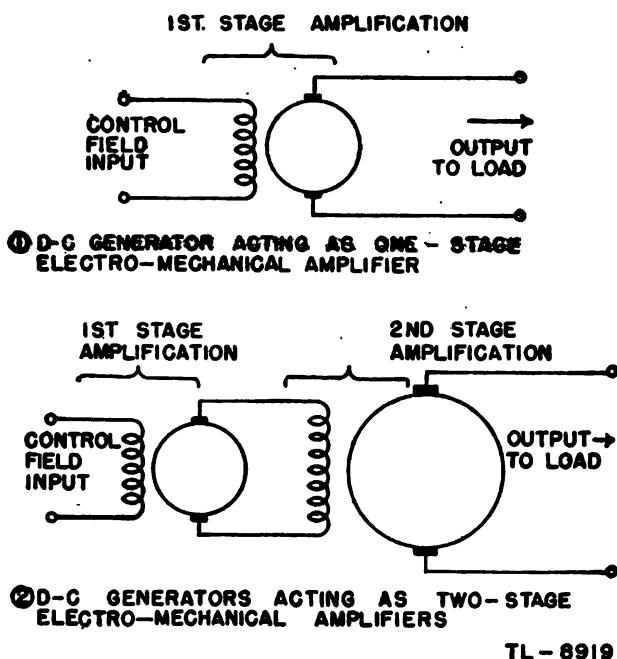 1ST. STAGE AMPLIFICATION
CONTROL
FIELD
INPUT
OUTPUT
TO LOAD
① D-C GENERATOR ACTING AS ONE-STAGE
ELECTRO-MECHANICAL AMPLIFIER
1ST STAGE
AMPLIFICATION
2ND STAGE
AMPLIFICATION
CONTROL
FIELD
INPUT
OUTPUT→
TO LOAD
② D-C GENERATORS ACTING AS TWO-STAGE
ELECTRO-MECHANICAL AMPLIFIERS
TL-8919